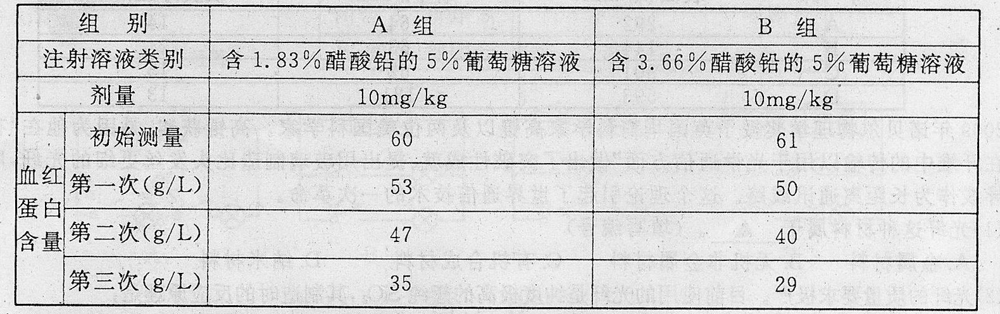 组 别 A 组 B 组
注射溶液类别 含 1.83%醋酸铅的 5%葡萄糖溶液 含 3.66%醋酸铅的 5%葡萄糖溶液
剂量 10mg/kg 10mg/kg
血红蛋白含量 初始测量 60 61
第一次(g/L) 53 50
第二次(g/L) 47 40
第三次(g/L) 35 29